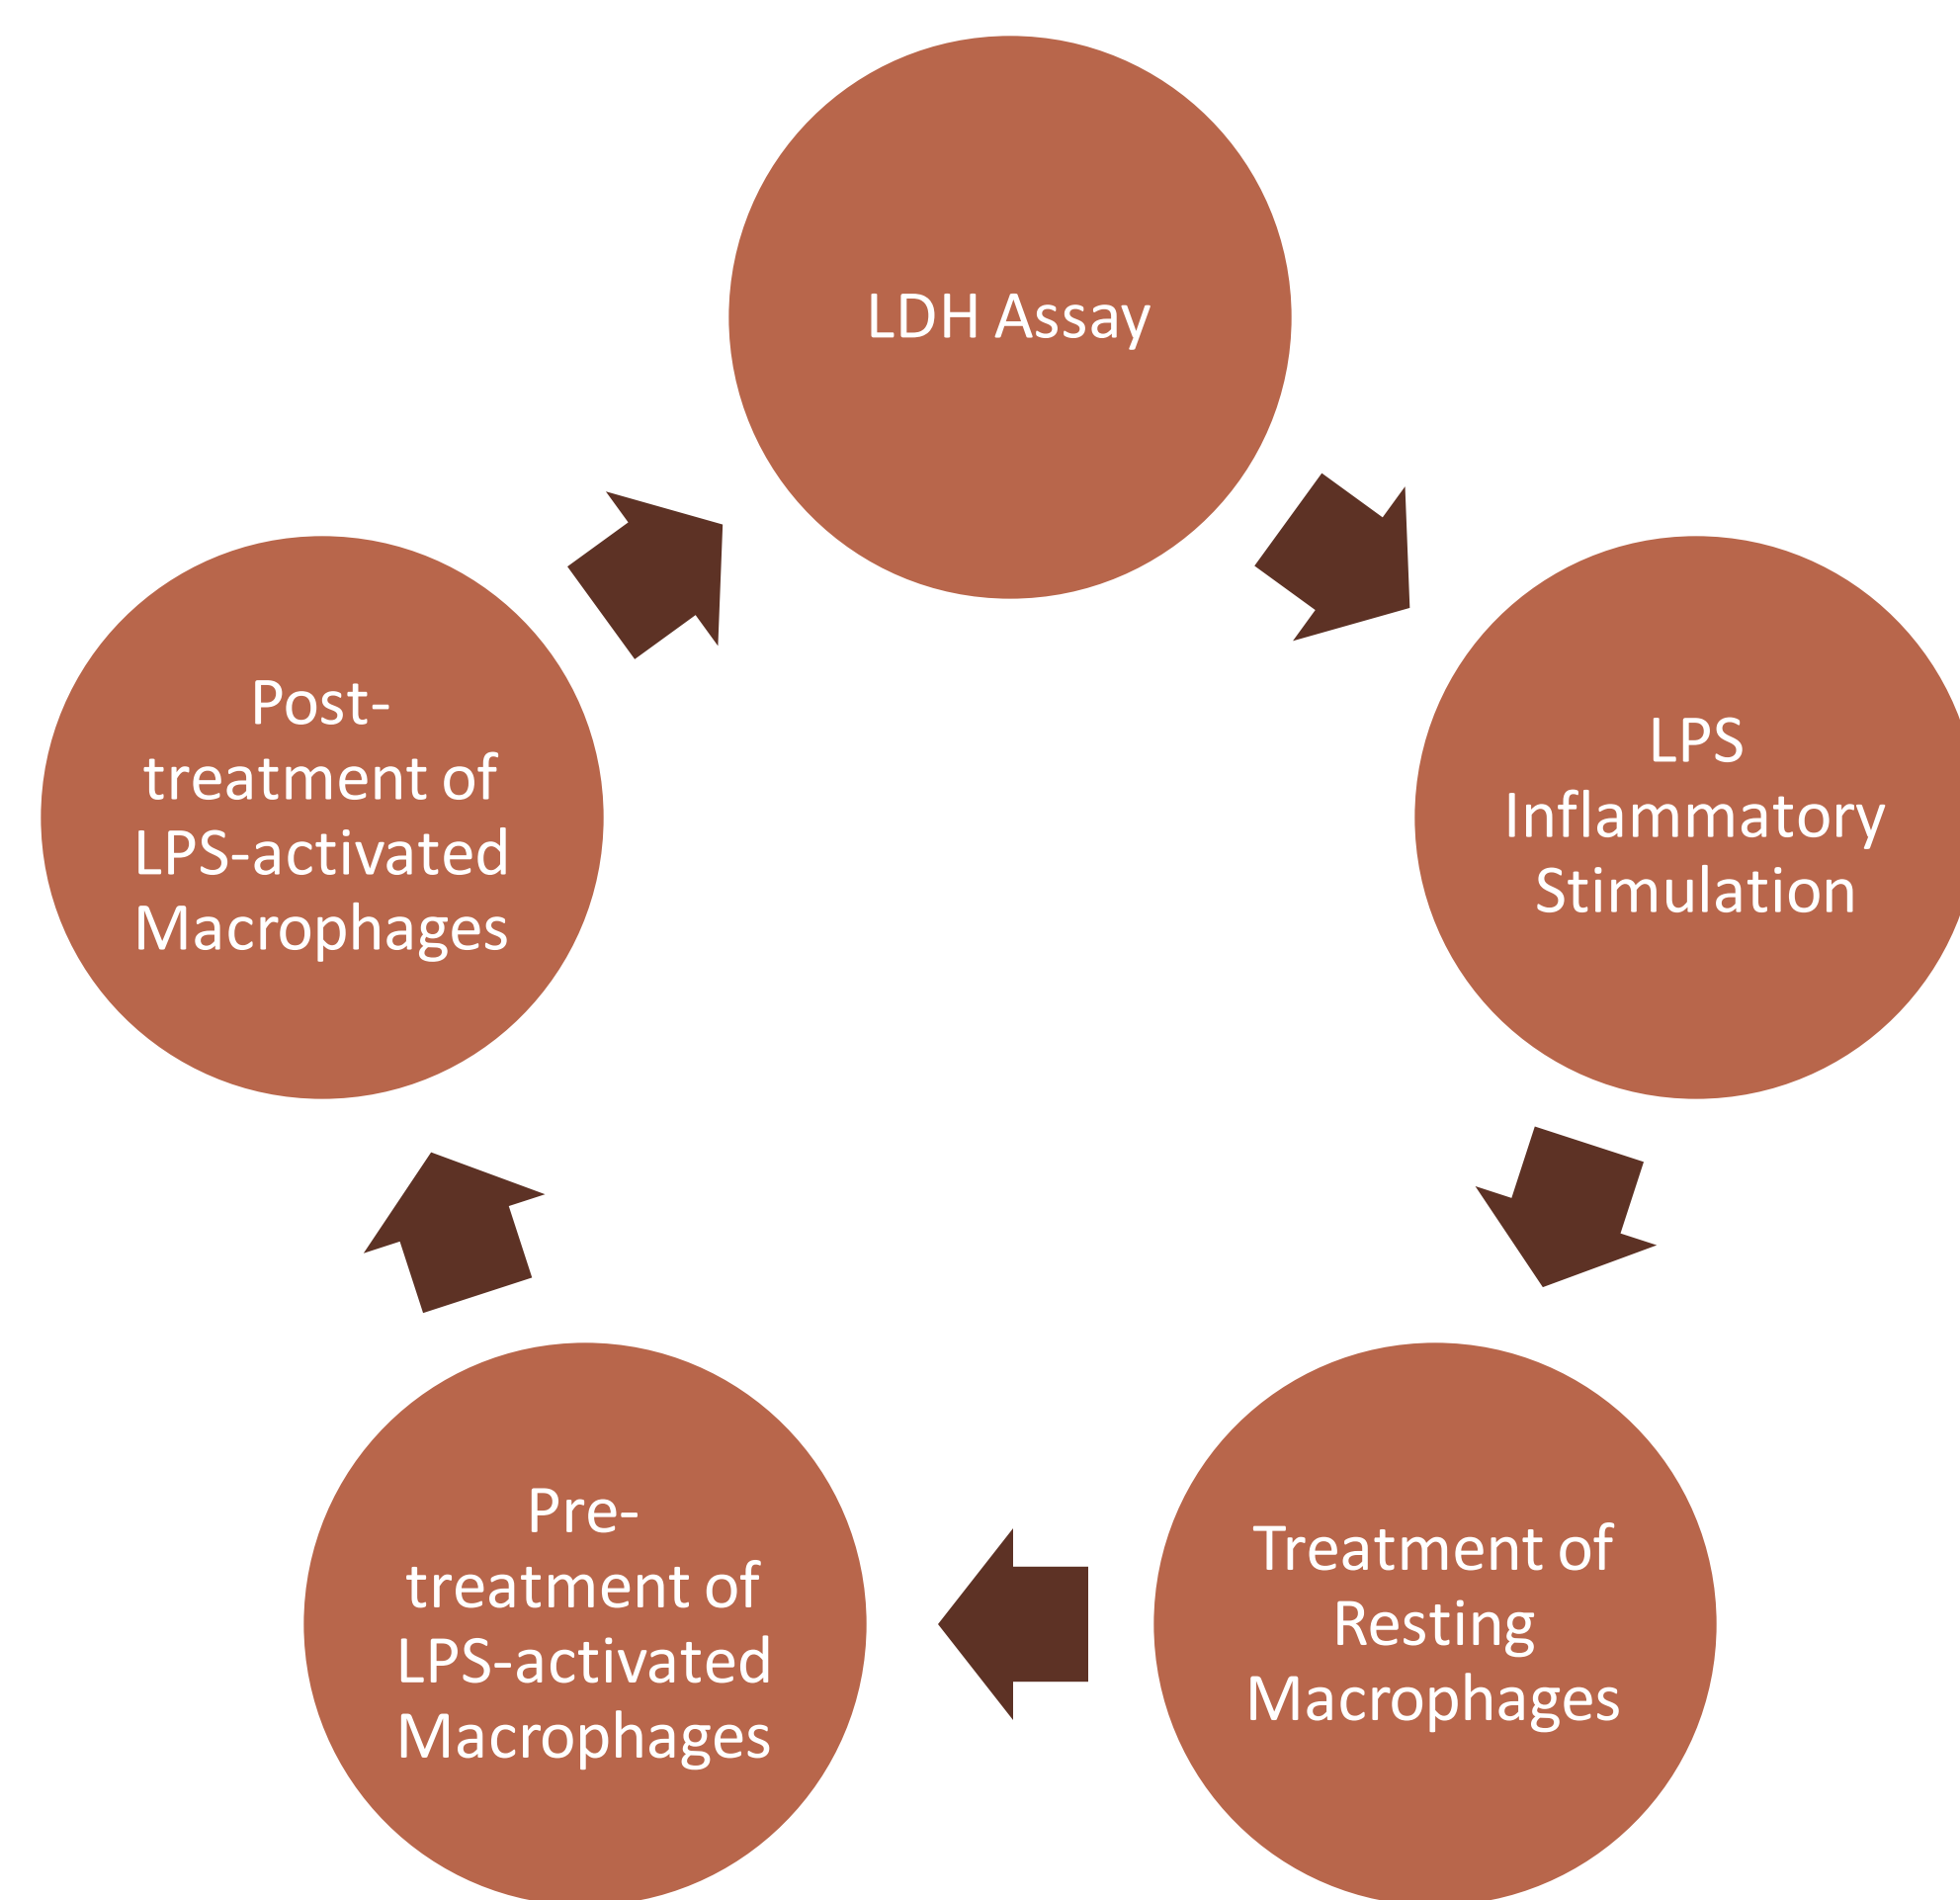 LDH Assay
LPS
Inflammatory
Stimulation
Treatment of
Resting
Macrophages
Pre-
treatment of
LPS-activated
Macrophages
Post-
treatment of
LPS-activated
Macrophages